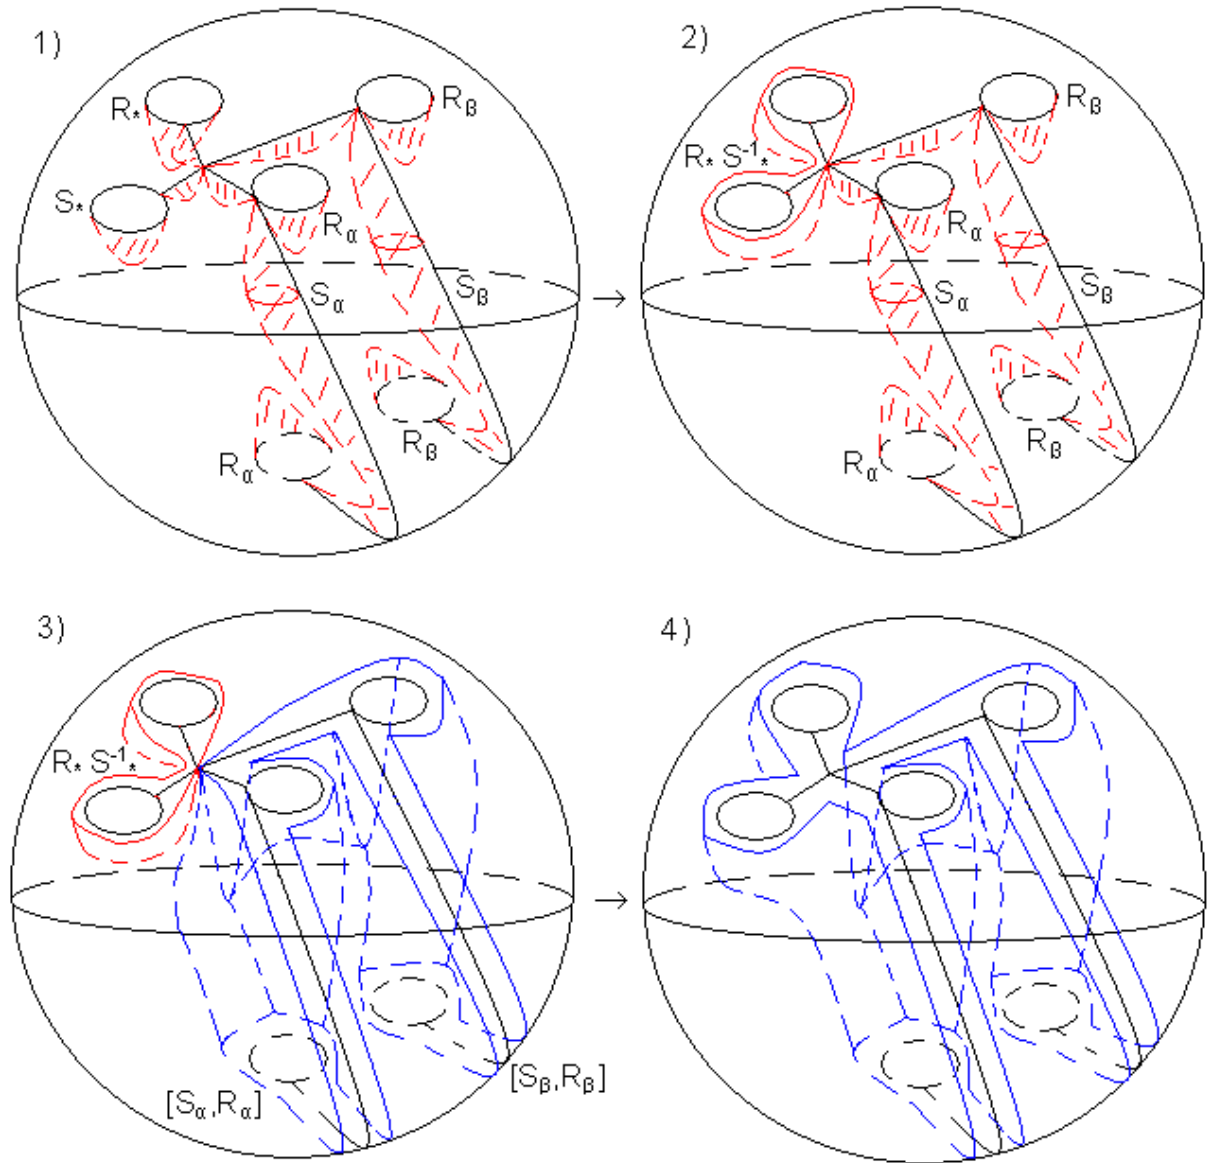 1)
R* Rβ
S* Rα
Sα Sβ
Rβ
Rα
→
2)
Rβ
R* S⁻¹*
Rα
Sα Sβ
Rβ
Rα
3)
R* S⁻¹*
[Sα,Rα]
[Sβ,Rβ]
→
4)